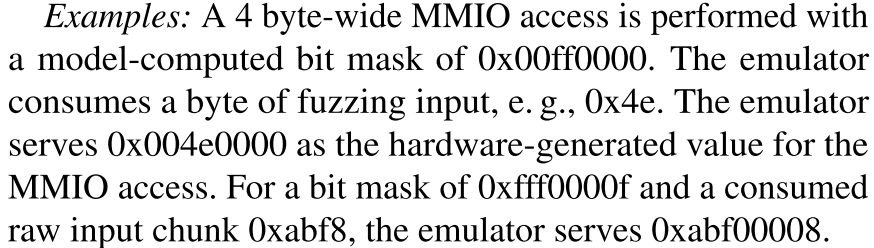 Examples: A 4 byte-wide MMIO access is performed with
a model-computed bit mask of 0x00ff0000. The emulator
consumes a byte of fuzzing input, e. g., 0x4e. The emulator
serves 0x004e0000 as the hardware-generated value for the
MMIO access. For a bit mask of 0xfff0000f and a consumed
raw input chunk 0xabf8, the emulator serves 0xabf00008.